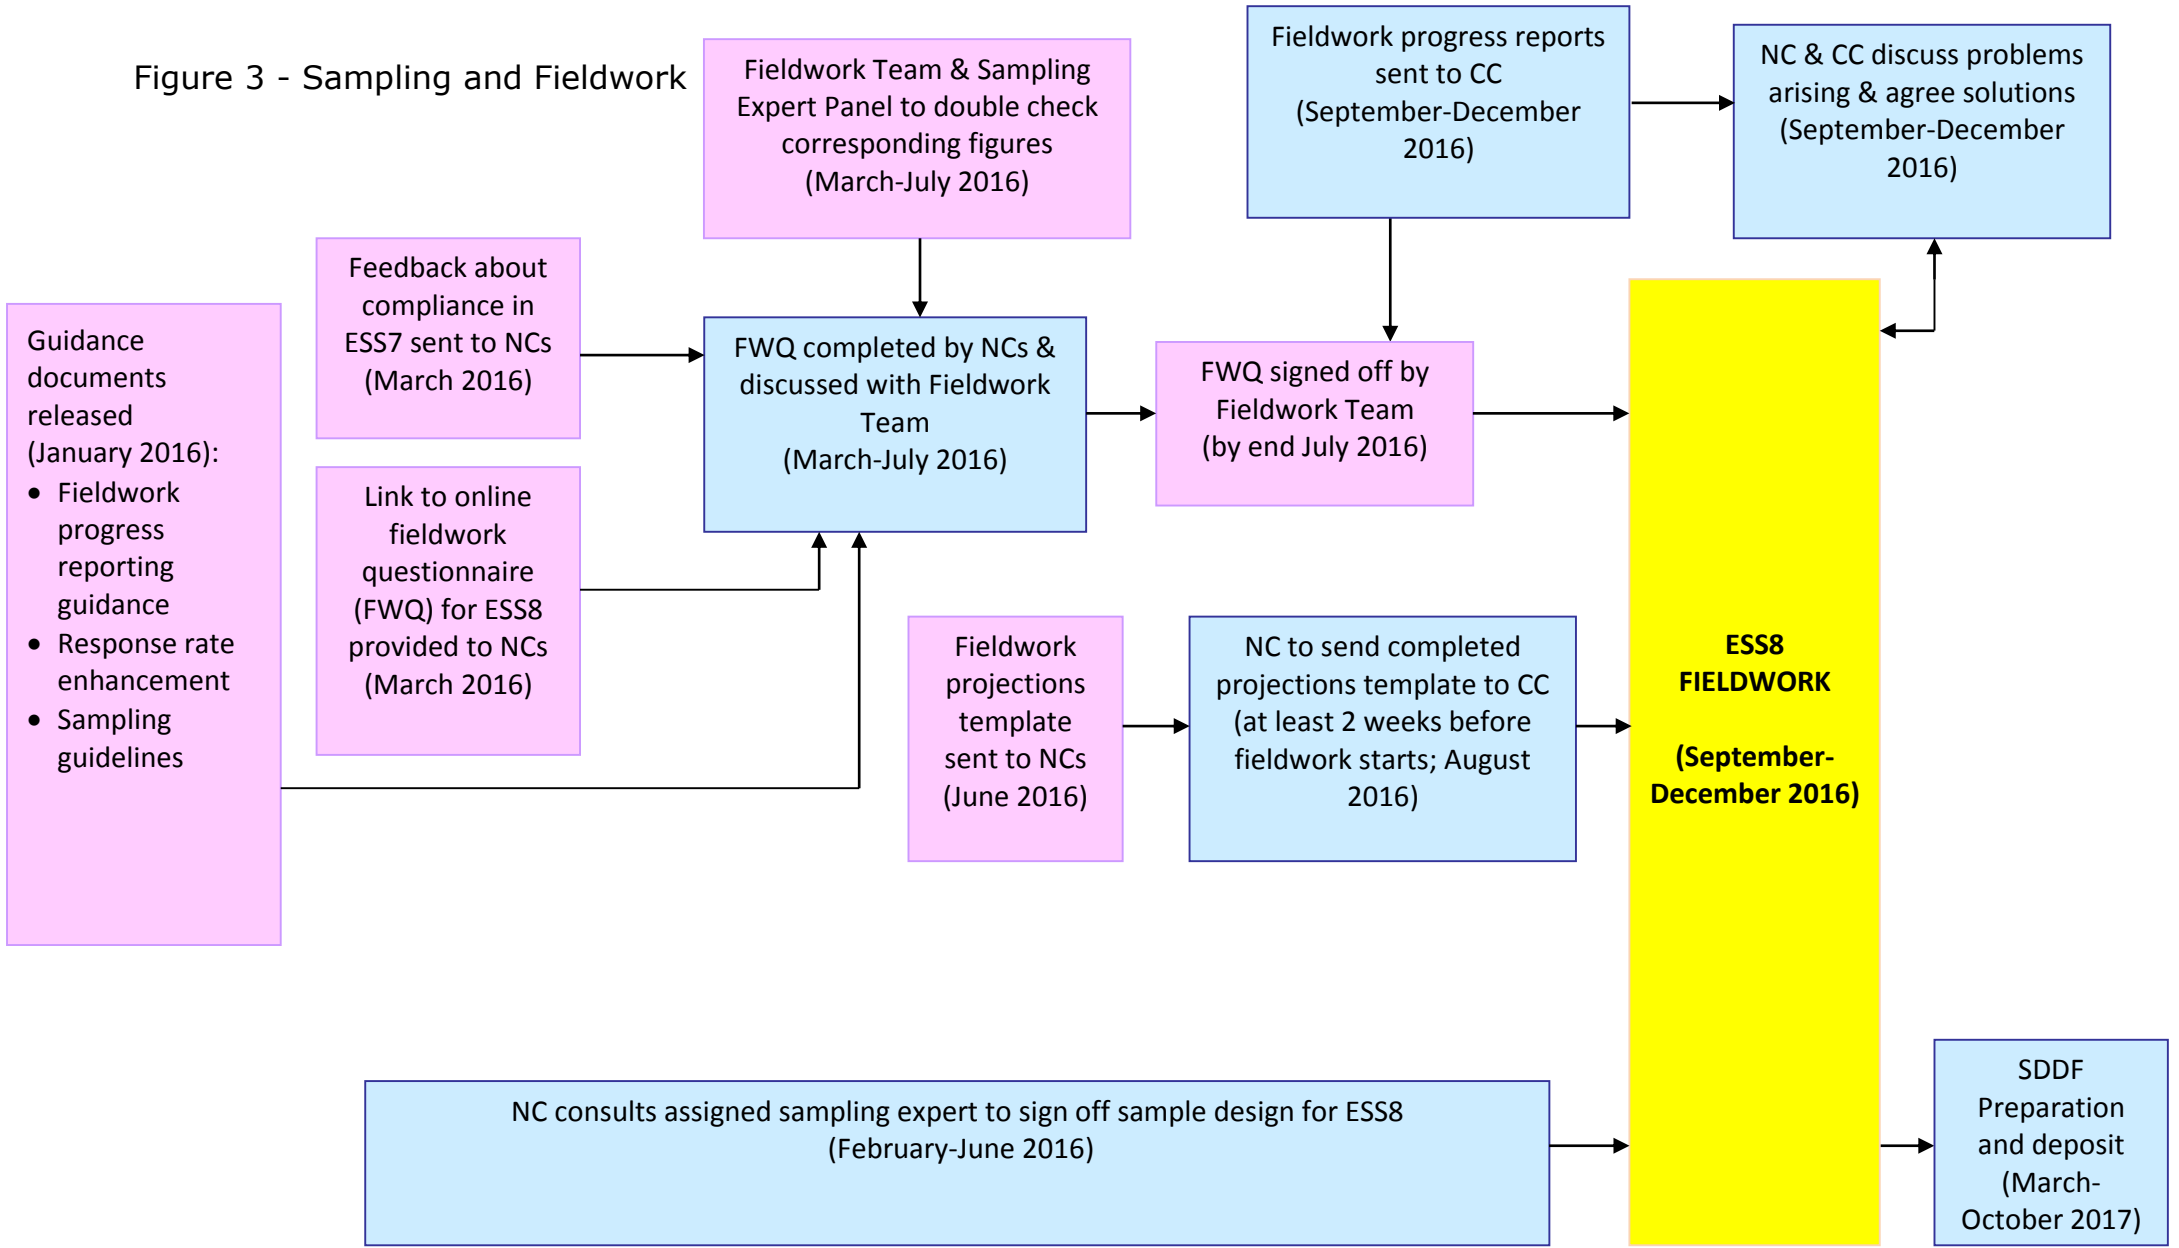 Figure 3 - Sampling and Fieldwork
Fieldwork Team & Sampling
Expert Panel to double check
corresponding figures
(March-July 2016)
Fieldwork progress reports
sent to CC
(September-December
2016)
NC & CC discuss problems
arising & agree solutions
(September-December
2016)
Guidance
documents
released
(January 2016):
• Fieldwork
progress
reporting
guidance
• Response rate
enhancement
• Sampling
guidelines
Feedback about
compliance in
ESS7 sent to NCs
(March 2016)
Link to online
fieldwork
questionnaire
(FWQ) for ESS8
provided to NCs
(March 2016)
FWQ completed by NCs &
discussed with Fieldwork
Team
(March-July 2016)
FWQ signed off by
Fieldwork Team
(by end July 2016)
Fieldwork
projections
template
sent to NCs
(June 2016)
NC to send completed
projections template to CC
(at least 2 weeks before
fieldwork starts; August
2016)
ESS8
FIELDWORK
(September-
December 2016)
NC consults assigned sampling expert to sign off sample design for ESS8
(February-June 2016)
SDDF
Preparation
and deposit
(March-
October 2017)